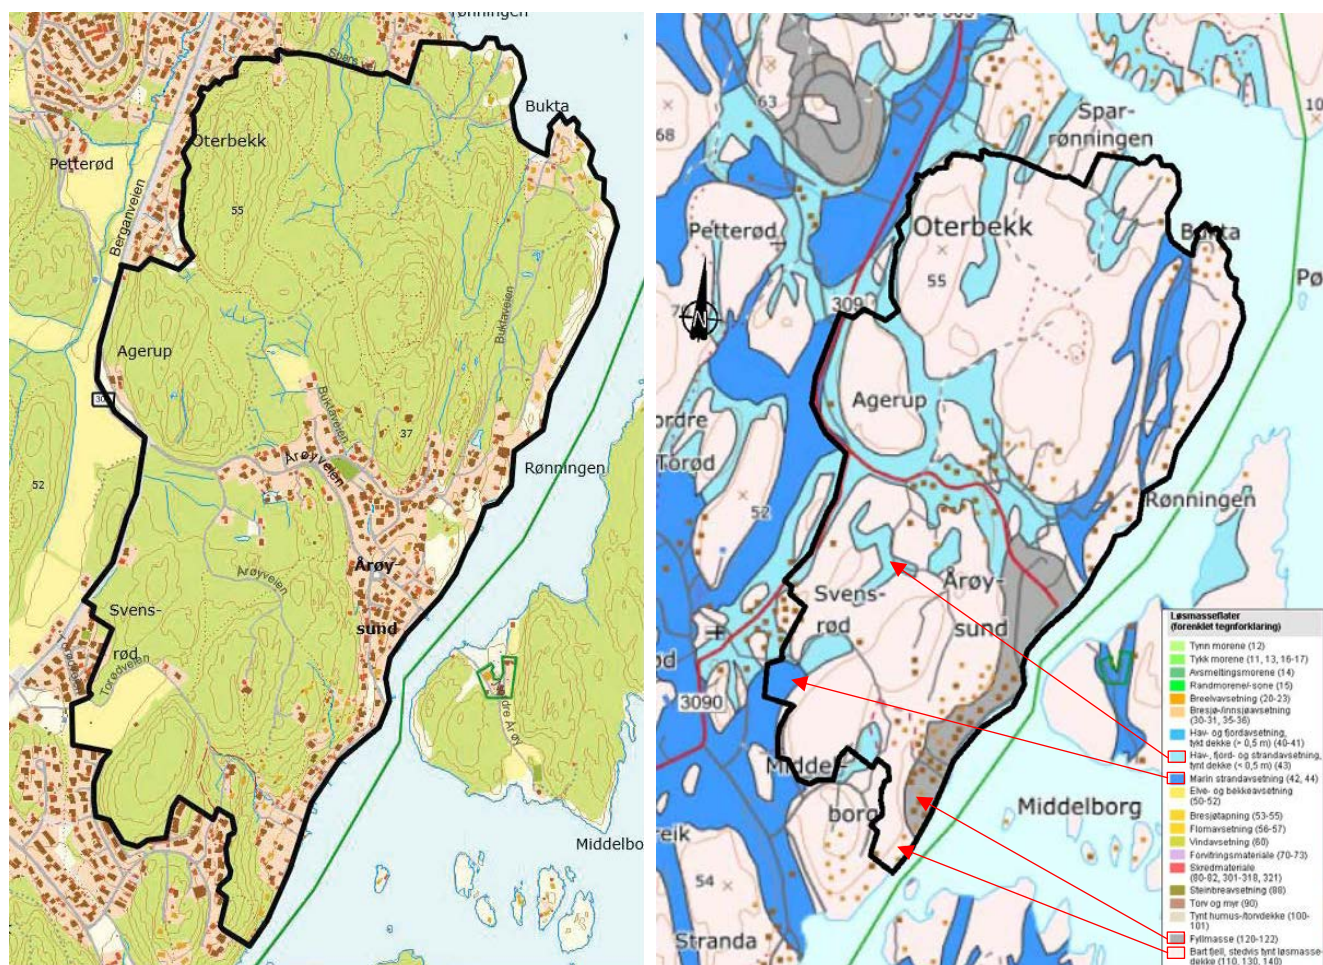 Rønningen
Spars
Bukta
Oterbekk
Petterød
55
Berganveien
Buktaveien
Agerup
Buktaveien
37
Årøyveien
Rønningen
52
Årøy-
sund
Årøyveien
Svens-
rød
Torødveien
Middelbo
63
68
Spar-
rønningen
Oterbekk
Petterød
Bukta
55
N
3090
Agerup
Torød
52
Rønningen
Årøy-
sund
Svens-
rød
3090
Middel-
borg
Middelborg
54
Stranda
Løsmasseflater
(forenklet tegnforklaring)
Tynn morene (12)
Tykk morene (11, 13, 16-17)
Avsmeltingsmorene (14)
Randmorene/-sone (15)
Breelvavsetning (20-23)
Bresjø-/innsjøavsetning
(30-31, 35-36)
Hav- og fjordavsetning,
tykt dekke (> 0,5 m) (40-41)
Hav-, fjord- og strandavsetning,
tynt dekke (< 0,5 m) (43)
Marin strandavsetning (42, 44)
Elve- og bekkeavsetning
(50-52)
Bresjøtapning (53-55)
Flomavsetning (56-57)
Vindavsetning (60)
Forvitringsmateriale (70-73)
Skredmateriale
(80-82, 301-318, 321)
Steinbreavsetning (88)
Torv og myr (90)
Tynt humus-/torvdekke (100-
101)
Fyllmasse (120-122)
Bart fjell, stedvis tynt løsmasse-
dekke (110, 130, 140)